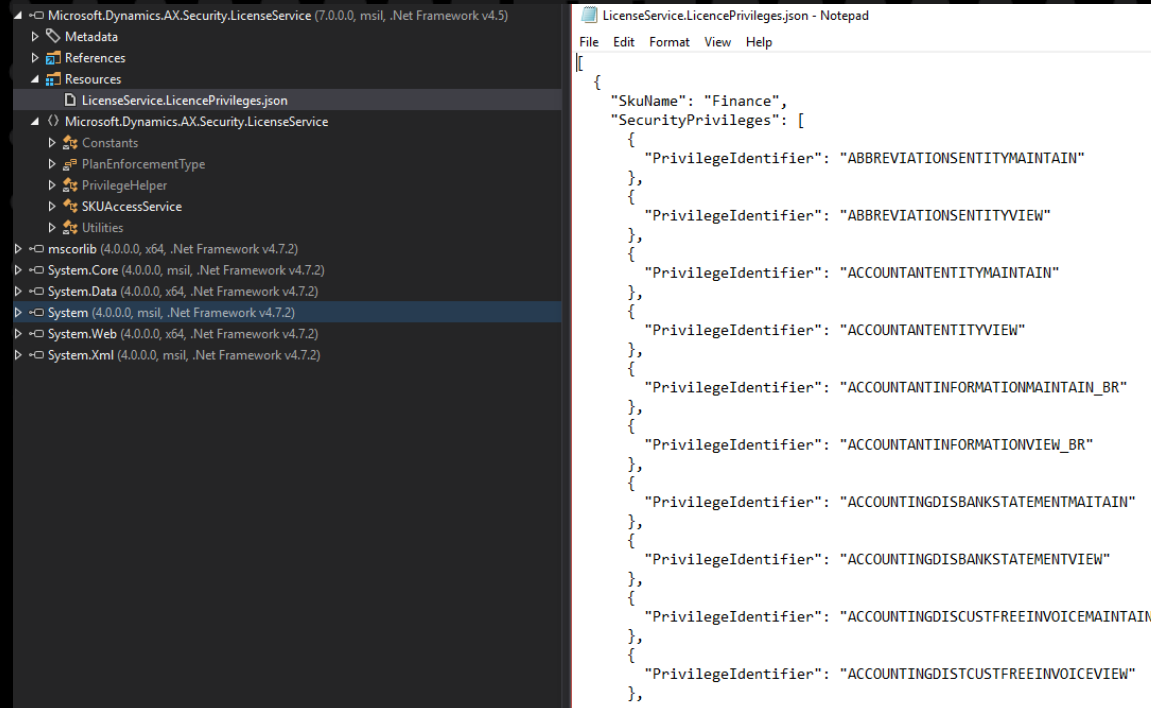 Microsoft.Dynamics.AX.Security.LicenseService (7.0.0.0, msil, .Net Framework v4.5)
Metadata
References
Resources
LicenseService.LicencePrivileges.json
Microsoft.Dynamics.AX.Security.LicenseService
Constants
PlanEnforcementType
PrivilegeHelper
SKUAccessService
Utilities
mscorlib (4.0.0.0, x64, .Net Framework v4.7.2)
System.Core (4.0.0.0, msil, .Net Framework v4.7.2)
System.Data (4.0.0.0, x64, .Net Framework v4.7.2)
System (4.0.0.0, msil, .Net Framework v4.7.2)
System.Web (4.0.0.0, x64, .Net Framework v4.7.2)
System.Xml (4.0.0.0, msil, .Net Framework v4.7.2)
LicenseService.LicencePrivileges.json - Notepad
File Edit Format View Help
[
{
"SkuName": "Finance",
"SecurityPrivileges": [
{
"PrivilegeIdentifier": "ABBREVIATIONSENTITYMAINTAIN"
},
{
"PrivilegeIdentifier": "ABBREVIATIONSENTITYVIEW"
},
{
"PrivilegeIdentifier": "ACCOUNTANTENTITYMAINTAIN"
},
{
"PrivilegeIdentifier": "ACCOUNTANTENTITYVIEW"
},
{
"PrivilegeIdentifier": "ACCOUNTANTINFORMATIONMAINTAIN_BR"
},
{
"PrivilegeIdentifier": "ACCOUNTANTINFORMATIONVIEW_BR"
},
{
"PrivilegeIdentifier": "ACCOUNTINGDISBANKSTATEMENTMAITAIN"
},
{
"PrivilegeIdentifier": "ACCOUNTINGDISBANKSTATEMENTVIEW"
},
{
"PrivilegeIdentifier": "ACCOUNTINGDISCUSTFREEINVOICEMAINTAIN
},
{
"PrivilegeIdentifier": "ACCOUNTINGDISTCUSTFREEINVOICEVIEW"
},